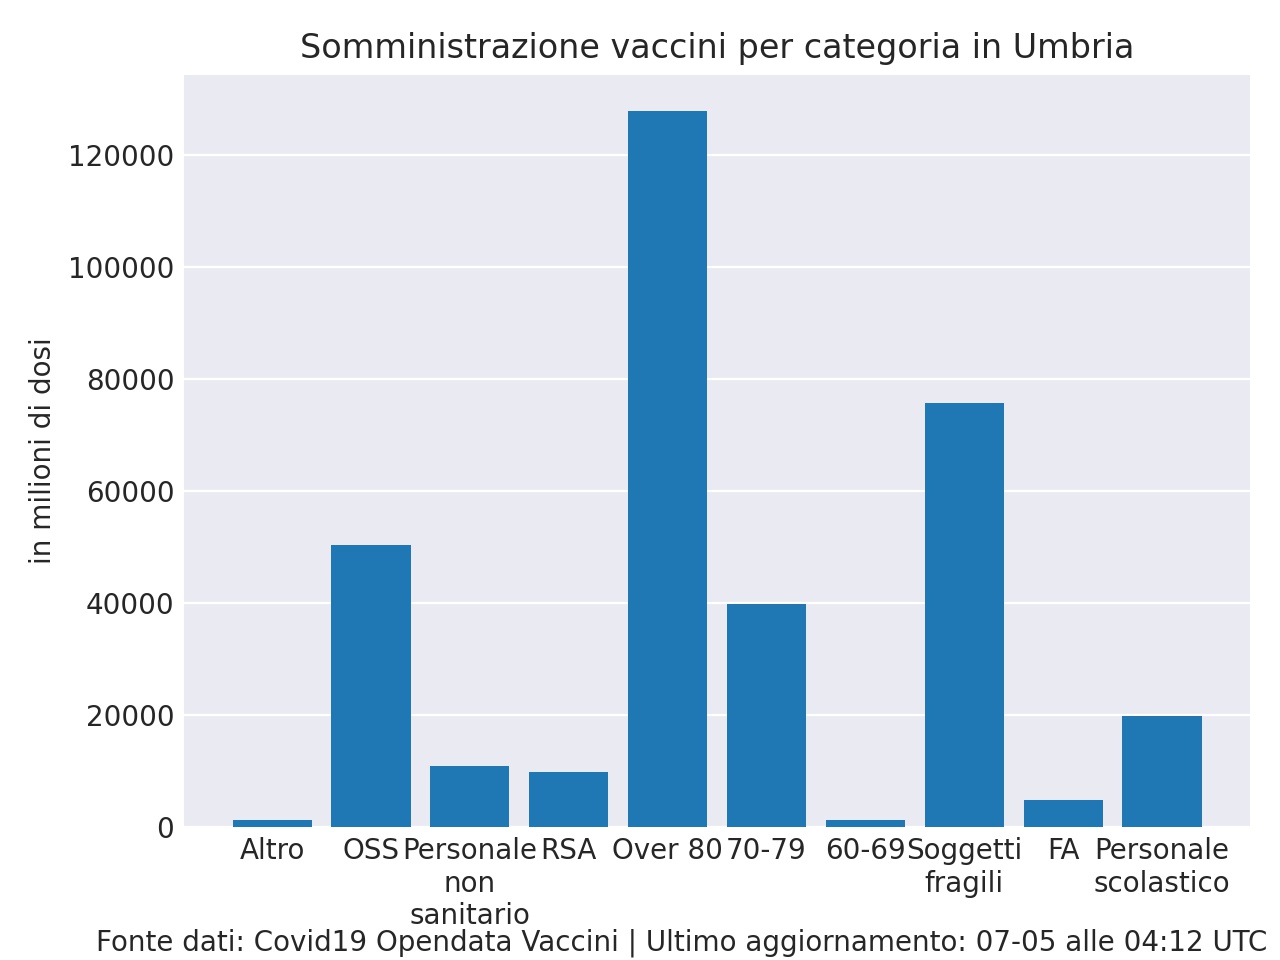 Somministrazione vaccini per categoria in Umbria
in milioni di dosi
120000
100000
80000
60000
40000
20000
0
Altro
OSS
Personale
non
sanitario
RSA
Over 80
70-79
60-69
Soggetti
fragili
FA
Personale
scolastico
Fonte dati: Covid19 Opendata Vaccini | Ultimo aggiornamento: 07-05 alle 04:12 UTC